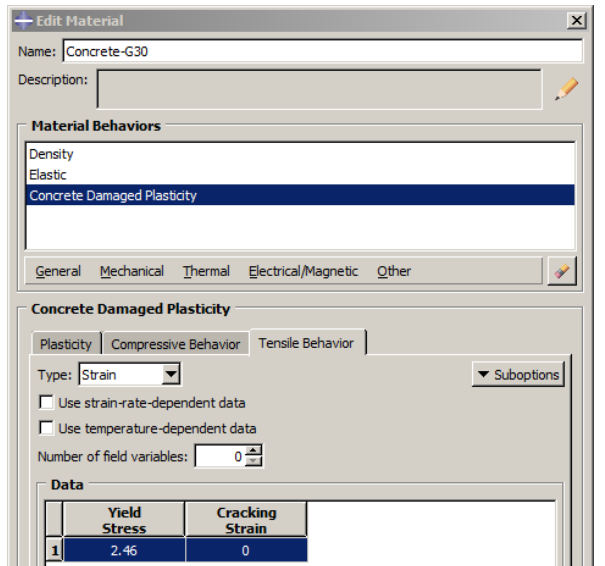 Edit Material
Name: Concrete-G30
Description:
Material Behaviors
Density
Elastic
Concrete Damaged Plasticity
General Mechanical Thermal Electrical/Magnetic Other
Concrete Damaged Plasticity
Plasticity Compressive Behavior Tensile Behavior
Type: Strain Suboptions
Use strain-rate-dependent data
Use temperature-dependent data
Number of field variables: 0
Data
Yield Cracking
Stress Strain
1 2.46 0